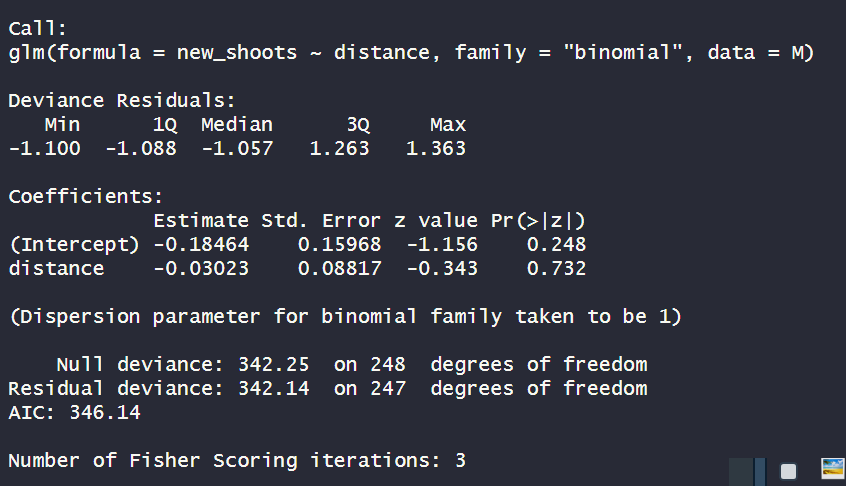 Call:
glm(formula = new_shoots ~ distance, family = "binomial", data = M)
Deviance Residuals:
   Min      1Q  Median      3Q     Max
-1.100  -1.088  -1.057   1.263   1.363
Coefficients:
            Estimate Std. Error z value Pr(>|z|)
(Intercept) -0.18464    0.15968  -1.156    0.248
distance    -0.03023    0.08817  -0.343    0.732
(Dispersion parameter for binomial family taken to be 1)
    Null deviance: 342.25  on 248  degrees of freedom
Residual deviance: 342.14  on 247  degrees of freedom
AIC: 346.14
Number of Fisher Scoring iterations: 3